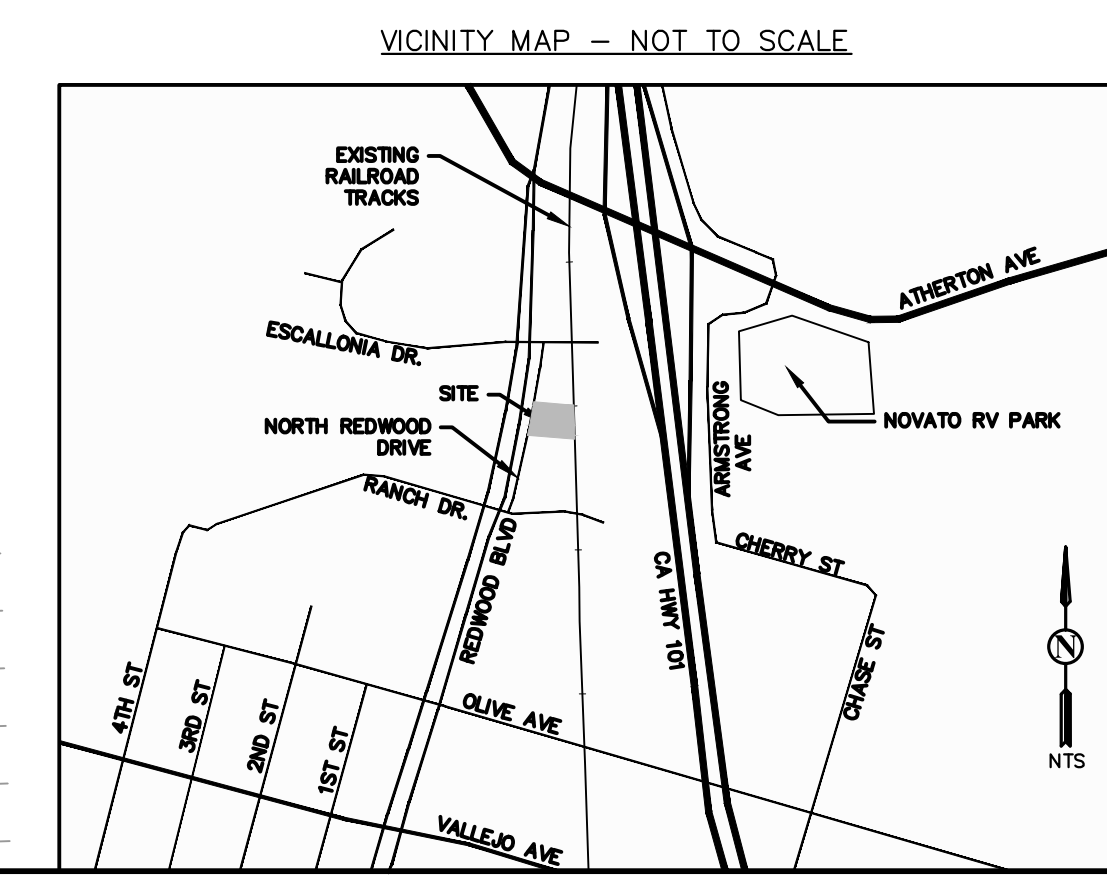 VICINITY MAP – NOT TO SCALE
EXISTING
RAILROAD
TRACKS
ATHERTON AVE
ESCALLONIA DR.
SITE
NORTH REDWOOD
DRIVE
ARMSTRONG
AVE
NOVATO RV PARK
RANCH DR.
REDWOOD BLVD
CHERRY ST
CA HWY 101
CHASE ST
N
NTS
4TH ST
3RD ST
2ND ST
1ST ST
OLIVE AVE
VALLEJO AVE